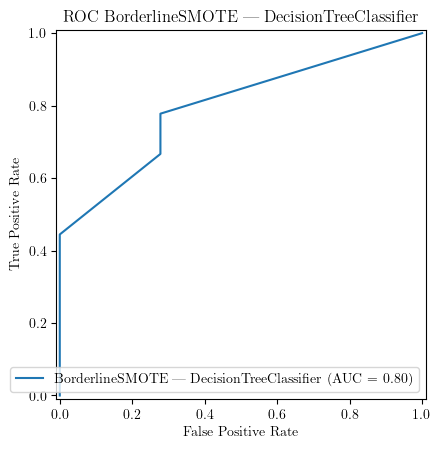 ROC BorderlineSMOTE — DecisionTreeClassifier
1.0
0.8
0.6
0.4
0.2
0.0
True Positive Rate
BorderlineSMOTE — DecisionTreeClassifier (AUC = 0.80)
0.0 0.2 0.4 0.6 0.8 1.0
False Positive Rate